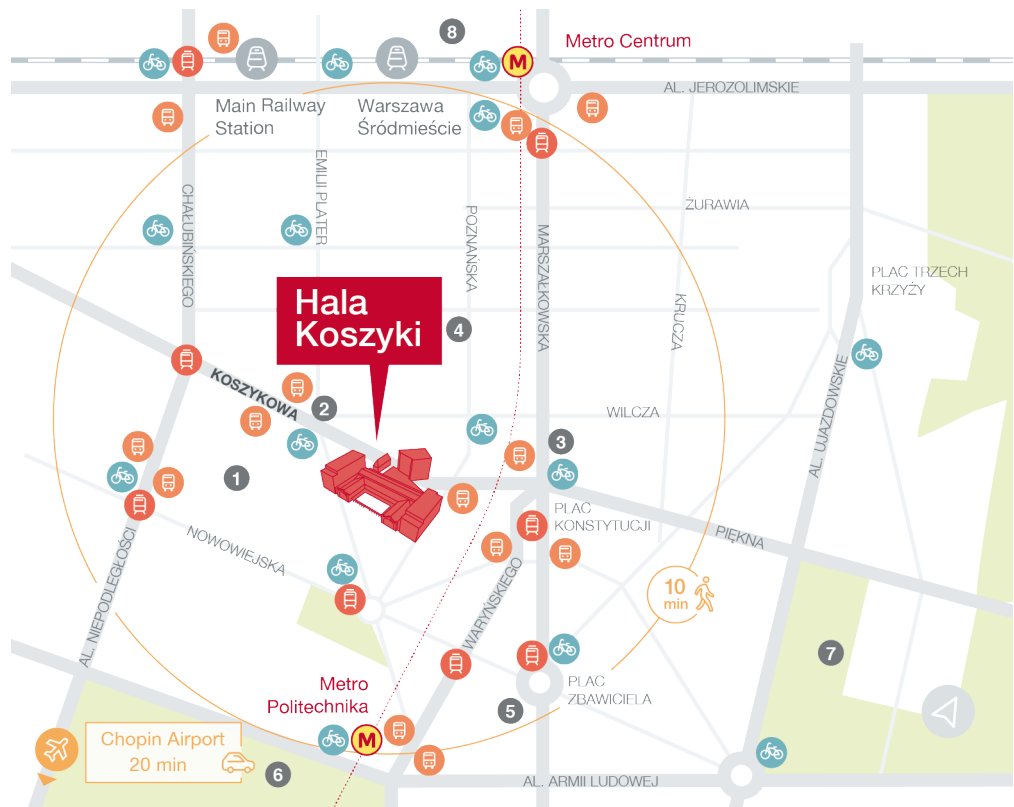 8
M
Metro Centrum
AL. JEROZOLIMSKIE
Main Railway
Station
Warszawa
Śródmieście
EMILII PLATER
CHAŁUBIŃSKIEGO
POZNAŃSKA
MARSZAŁKOWSKA
ŻURAWIA
KRUCZA
PLAC TRZECH
KRZYŻY
Hala
Koszyki
4
KOSZYKOWA
2
WILCZA
AL. UJAZDOWSKIE
3
1
PLAC
KONSTYTUCJI
PIĘKNA
NOWOWIEJSKA
AL. NIEPODLEGŁOŚCI
WARYŃSKIEGO
10
min
7
PLAC
ZBAWICIELA
Metro
Politechnika
5
M
Chopin Airport
20 min
6
AL. ARMII LUDOWEJ